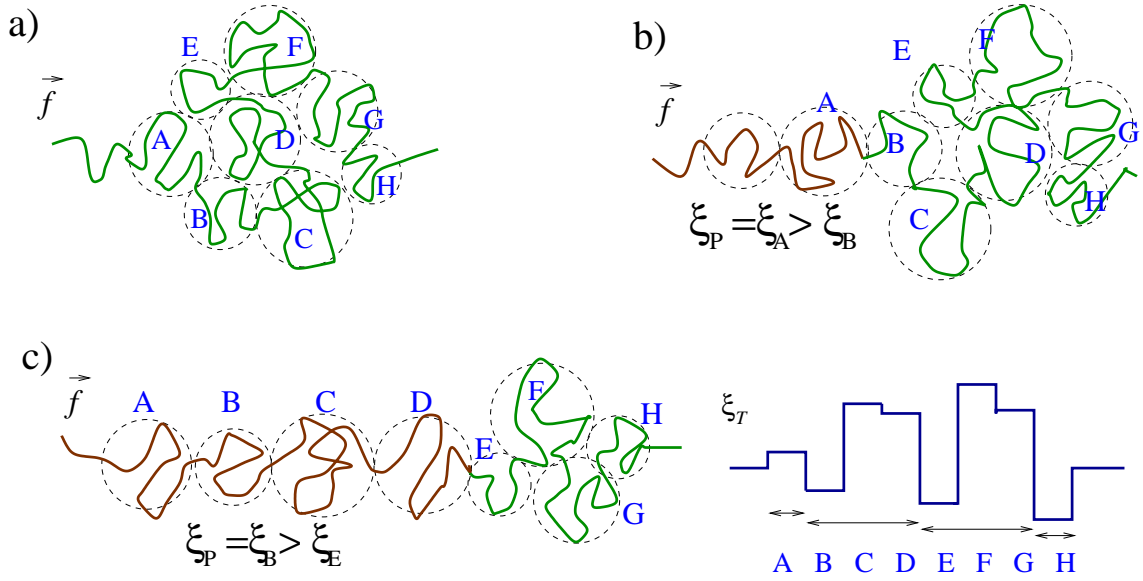 a)
f
A
B
C
D
E
F
G
H
b)
f
A
B
C
D
E
F
G
H
ξP = ξA > ξB
c)
f
A
B
C
D
E
F
G
H
ξP = ξB > ξE
ξT
A B C D E F G H